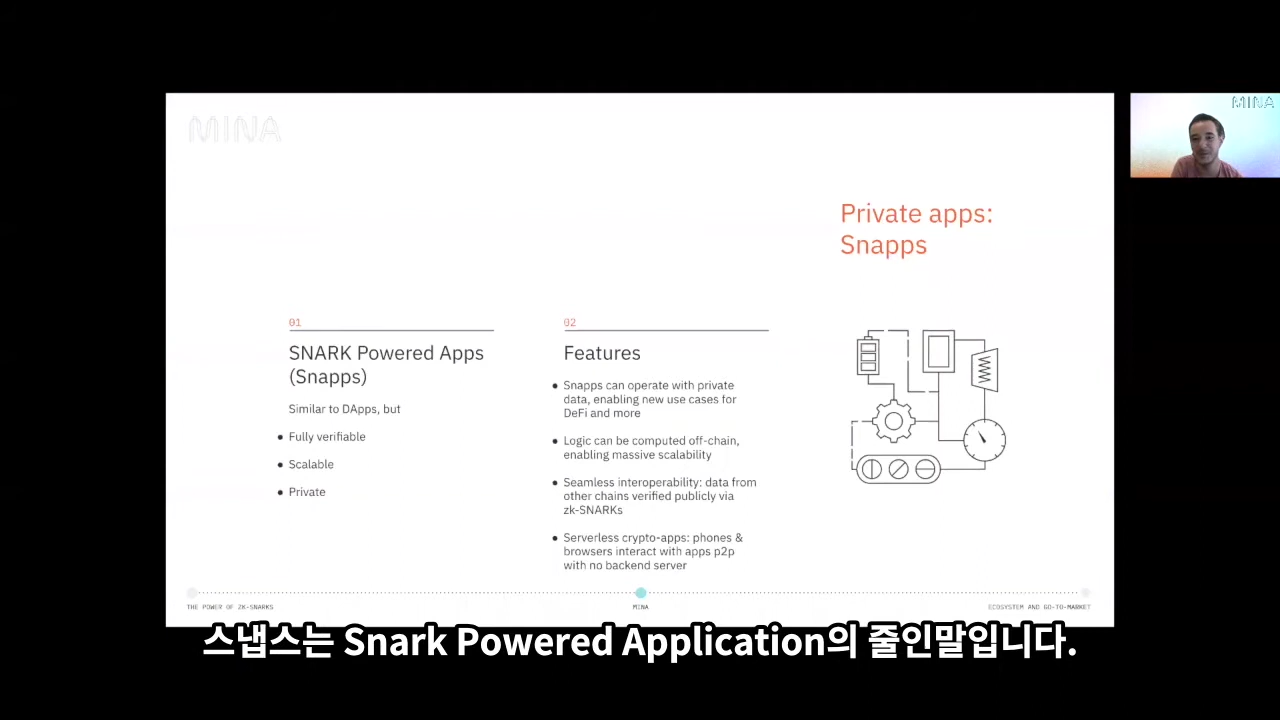 MINA
MINA
Private apps:
Snapps
01
SNARK Powered Apps
(Snapps)
Similar to DApps, but
• Fully verifiable
• Scalable
• Private
02
Features
• Snapps can operate with private
data, enabling new use cases for
DeFi and more
• Logic can be computed off-chain,
enabling massive scalability
• Seamless interoperability: data from
other chains verified publicly via
zk-SNARKs
• Serverless crypto-apps: phones &
browsers interact with apps p2p
with no backend server
THE POWER OF ZK-SNARKS
MINA
ECOSYSTEM AND GO-TO-MARKET
스냅스는 Snark Powered Application의 줄인말입니다.